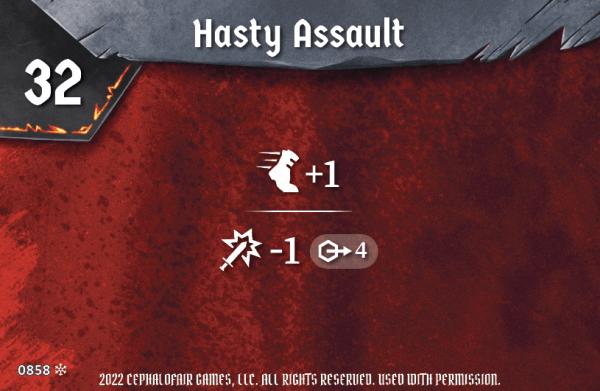 Hasty Assault
32
+1
-1 4
0858
2022 CEPHALOFAIR GAMES, LLC. ALL RIGHTS RESERVED. USED WITH PERMISSION.